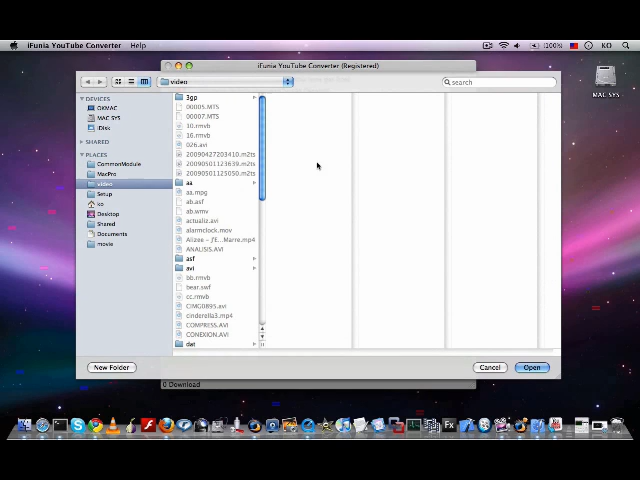 iFunia YouTube Converter Help (100%) KO
iFunia YouTube Converter (Registered)
video
search
DEVICES
OKMAC
MAC SYS
iDisk
SHARED
PLACES
CommonModule
MacPro
video
Setup
ko
Desktop
Shared
Documents
movie
3gp
00005.MTS
00007.MTS
10.rmvb
16.rmvb
026.avi
20090427203410.m2ts
20090501123639.m2ts
20090501125050.m2ts
aa
aa.mpg
ab.asf
ab.wmv
actualiz.avi
alarmclock.mov
Alizee – J'E...Marre.mp4
ANALISIS.AVI
asf
avi
bb.rmvb
bear.swf
cc.rmvb
CIMG0895.avi
cinderella3.mp4
COMPRESS.AVI
CONEXION.AVI
dat
New Folder
Cancel
Open
0 Download
MAC SYS
Fx